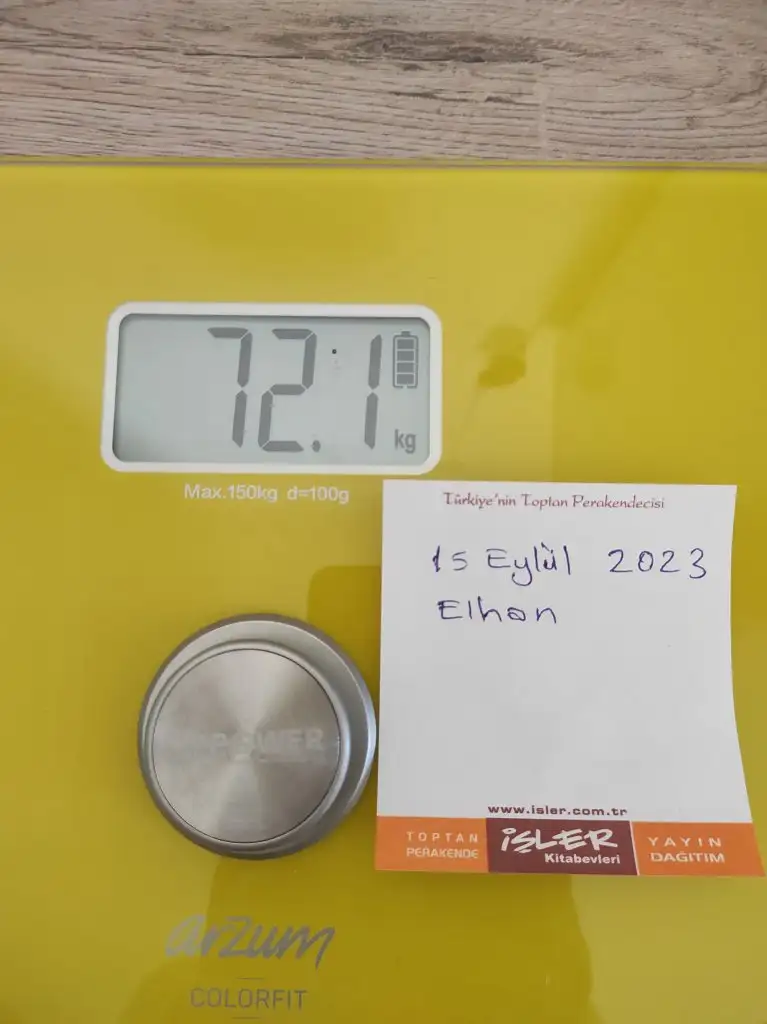 72.1
kg
Max.150kg d=100g
Türkiye'nin Toptan Perakendecisi
15 Eylül 2023
Elhan
www.isler.com.tr
TOPTAN
PERAKENDE
İŞLER
Kitabevleri
YAYIN
DAĞITIM
arzum
COLORFIT